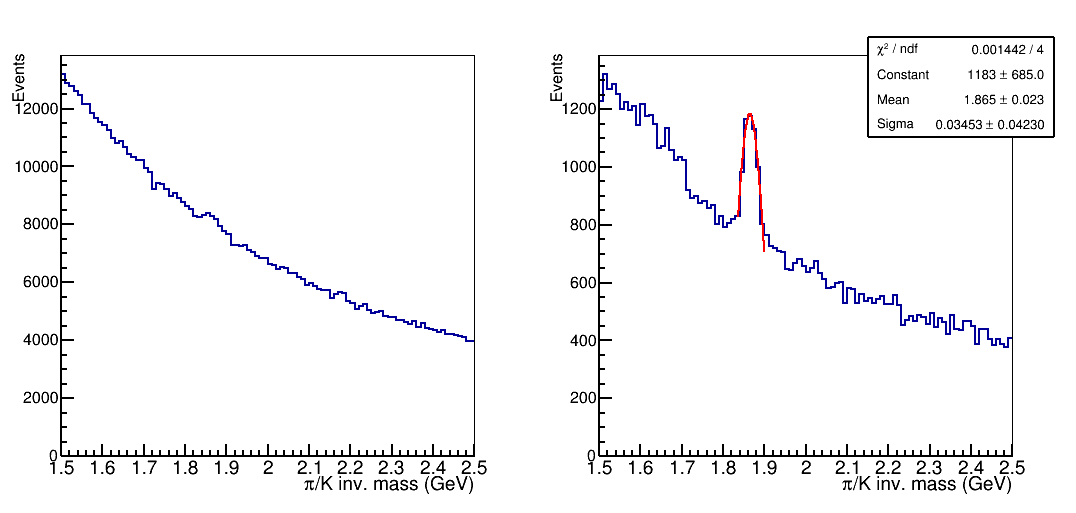 Events
12000
10000
8000
6000
4000
2000
0
1.5 1.6 1.7 1.8 1.9 2 2.1 2.2 2.3 2.4 2.5
π/K inv. mass (GeV)
Events
1200
1000
800
600
400
200
0
1.5 1.6 1.7 1.8 1.9 2 2.1 2.2 2.3 2.4 2.5
π/K inv. mass (GeV)
χ² / ndf 0.001442 / 4
Constant 1183 ± 685.0
Mean 1.865 ± 0.023
Sigma 0.03453 ± 0.04230